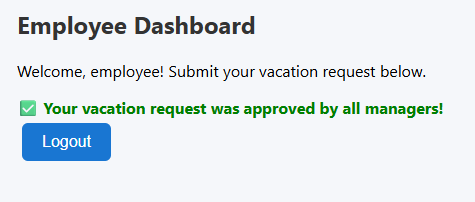 Employee Dashboard
Welcome, employee! Submit your vacation request below.
✅ Your vacation request was approved by all managers!
Logout